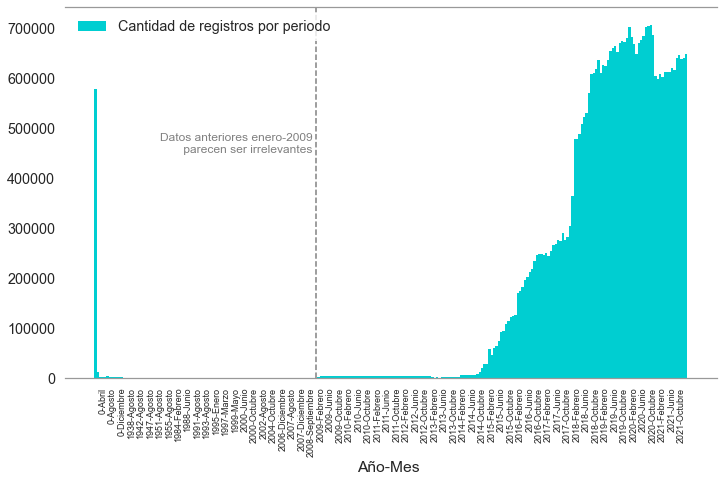 Cantidad de registros por periodo
700000
600000
500000
400000
300000
200000
100000
0
Datos anteriores enero-2009
parecen ser irrelevantes
0-Abril
0-Agosto
0-Diciembre
1938-Agosto
1942-Agosto
1947-Agosto
1951-Agosto
1955-Agosto
1984-Febrero
1988-Junio
1991-Agosto
1993-Agosto
1995-Enero
1997-Marzo
1999-Mayo
2000-Junio
2000-Octubre
2002-Agosto
2004-Octubre
2006-Diciembre
2007-Agosto
2007-Diciembre
2008-Septiembre
2009-Febrero
2009-Junio
2009-Octubre
2010-Febrero
2010-Junio
2010-Octubre
2011-Febrero
2011-Junio
2011-Octubre
2012-Febrero
2012-Junio
2012-Octubre
2013-Febrero
2013-Junio
2013-Octubre
2014-Febrero
2014-Junio
2014-Octubre
2015-Febrero
2015-Junio
2015-Octubre
2016-Febrero
2016-Junio
2016-Octubre
2017-Febrero
2017-Junio
2017-Octubre
2018-Febrero
2018-Junio
2018-Octubre
2019-Febrero
2019-Junio
2019-Octubre
2020-Febrero
2020-Junio
2020-Octubre
2021-Febrero
2021-Junio
2021-Octubre
Año-Mes